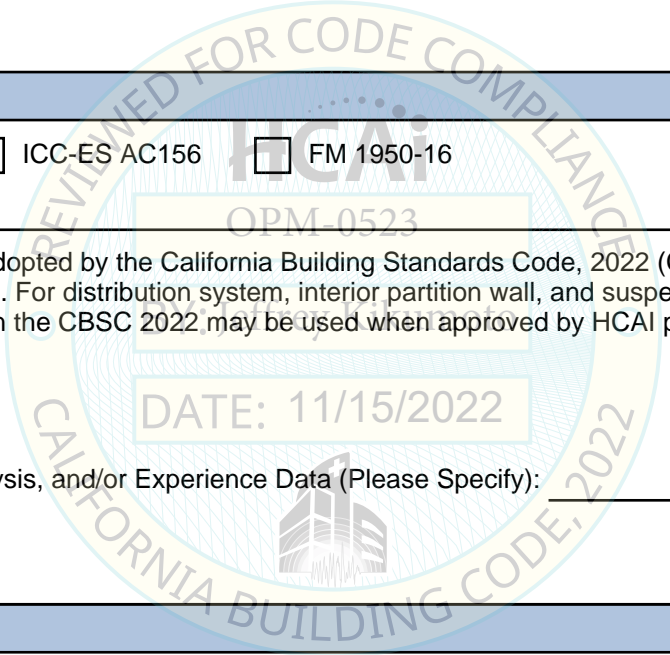 REVIEWED FOR CODE COMPLIANCE
HCAi
ICC-ES AC156 FM 1950-16
OPM-0523
dopted by the California Building Standards Code, 2022 (
. For distribution system, interior partition wall, and suspe
n the CBSC 2022 may be used when approved by HCAI p
BY: Jeffrey Kikumoto
DATE: 11/15/2022
ysis, and/or Experience Data (Please Specify):
CALIFORNIA BUILDING CODE, 2022